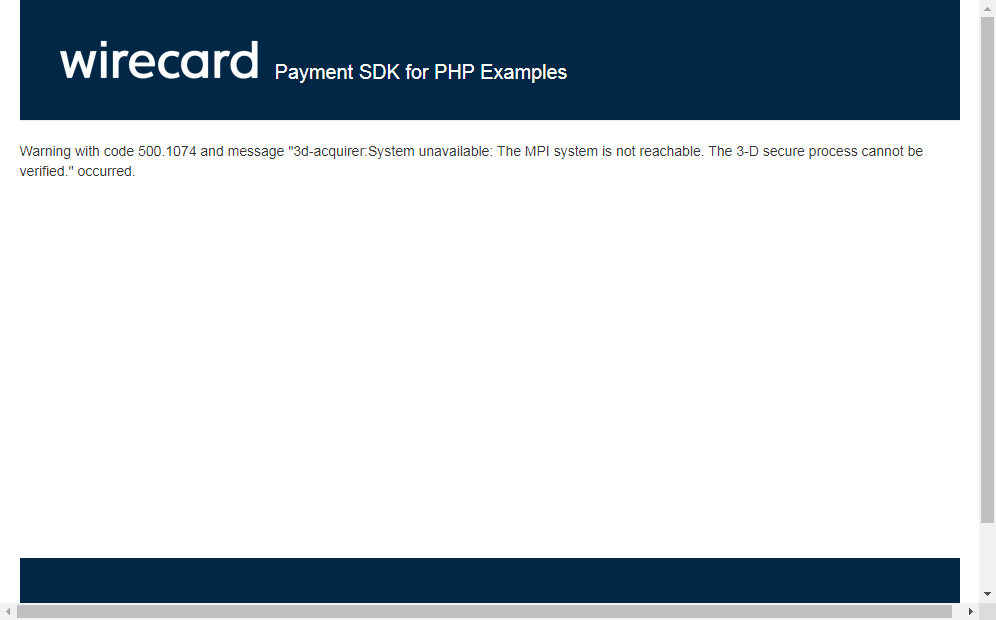 wirecard Payment SDK for PHP Examples
Warning with code 500.1074 and message "3d-acquirer:System unavailable: The MPI system is not reachable. The 3-D secure process cannot be
verified." occurred.